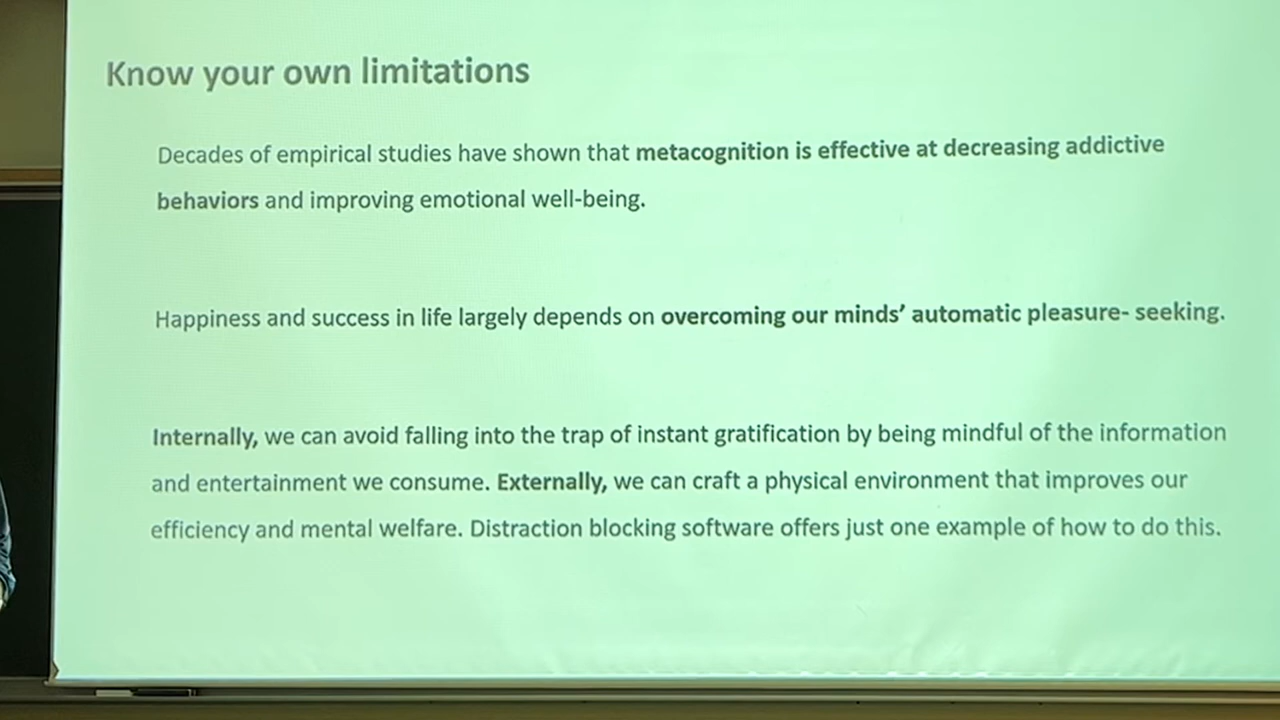 Know your own limitations
Decades of empirical studies have shown that metacognition is effective at decreasing addictive
behaviors and improving emotional well-being.
Happiness and success in life largely depends on overcoming our minds’ automatic pleasure- seeking.
Internally, we can avoid falling into the trap of instant gratification by being mindful of the information
and entertainment we consume. Externally, we can craft a physical environment that improves our
efficiency and mental welfare. Distraction blocking software offers just one example of how to do this.